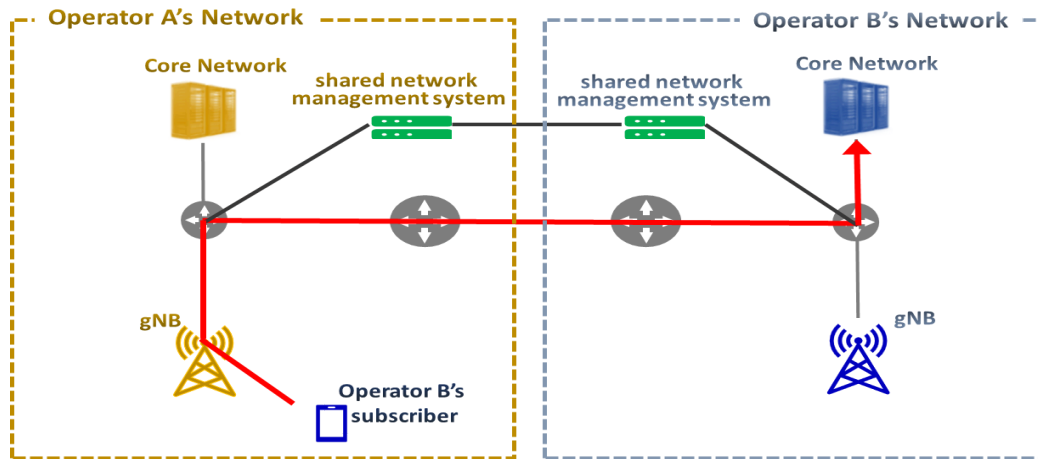 Operator A's Network
Operator B's Network
Core Network
shared network
management system
shared network
management system
Core Network
gNB
gNB
Operator B's
subscriber